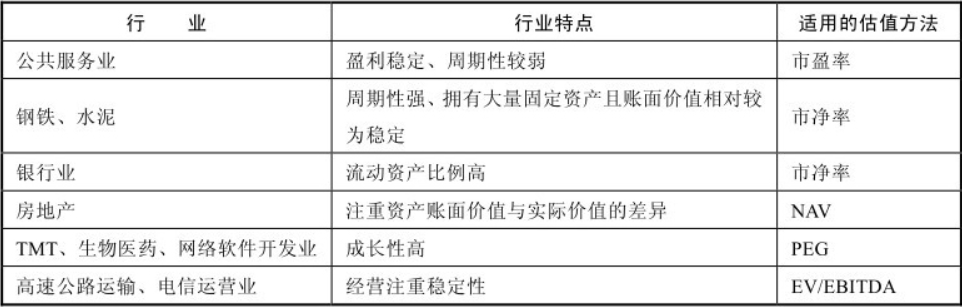 行 业 行业特点 适用的估值方法
公共服务业 盈利稳定、周期性较弱 市盈率
钢铁、水泥 周期性强、拥有大量固定资产且账面价值相对较为稳定 市净率
银行业 流动资产比例高 市净率
房地产 注重资产账面价值与实际价值的差异 NAV
TMT、生物医药、网络软件开发业 成长性高 PEG
高速公路运输、电信运营业 经营注重稳定性 EV/EBITDA